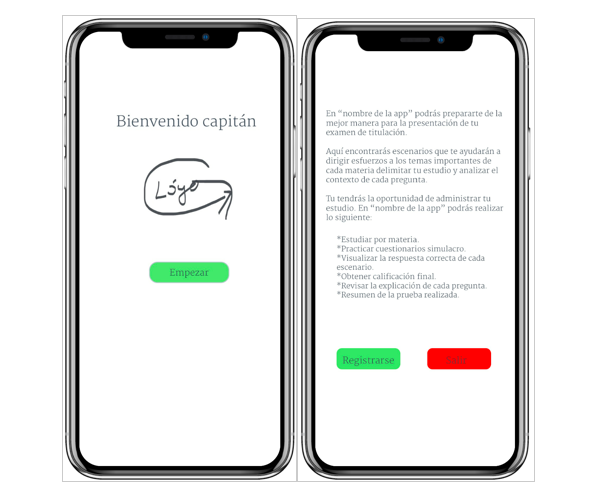 Bienvenido capitán
Empezar
En “nombre de la app” podrás prepararte de la
mejor manera para la presentación de tu
examen de titulación.
Aquí encontrarás escenarios que te ayudarán a
dirigir esfuerzos a los temas importantes de
cada materia delimitar tu estudio y analizar el
contexto de cada pregunta.
Tu tendrás la oportunidad de administrar tu
estudio. En “nombre de la app” podrás realizar
lo siguiente:
*Estudiar por materia.
*Practicar cuestionarios simulacro.
*Visualizar la respuesta correcta de cada
escenario.
*Obtener calificación final.
*Revisar la explicación de cada pregunta.
*Resumen de la prueba realizada.
Registrarse